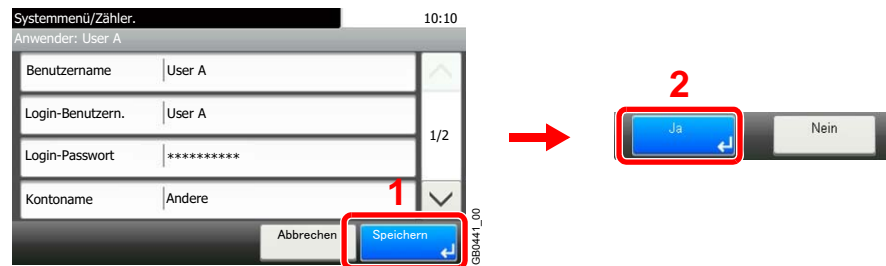 Systemmenü/Zähler. 10:10
Anwender: User A
Benutzername User A
Login-Benutzern. User A
1/2
Login-Passwort **********
Kontoname Andere
1
Abbrechen Speichern
GB0441_00
2
Ja Nein